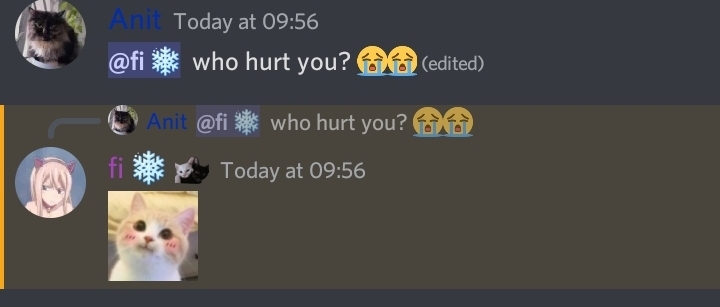 Anit Today at 09:56
@fi ❄️ who hurt you? 😭😭 (edited)
Anit @fi ❄️ who hurt you? 😭😭
fi ❄️ Today at 09:56